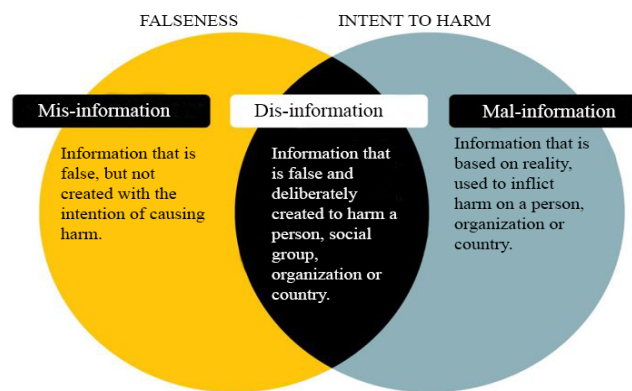 FALSENESS
INTENT TO HARM
Mis-information
Dis-information
Mal-information
Information that is
false, but not
created with the
intention of causing
harm.
Information that
is false and
deliberately
created to harm a
person, social
group,
organization or
country.
Information that is
based on reality,
used to inflict
harm on a person,
organization or
country.